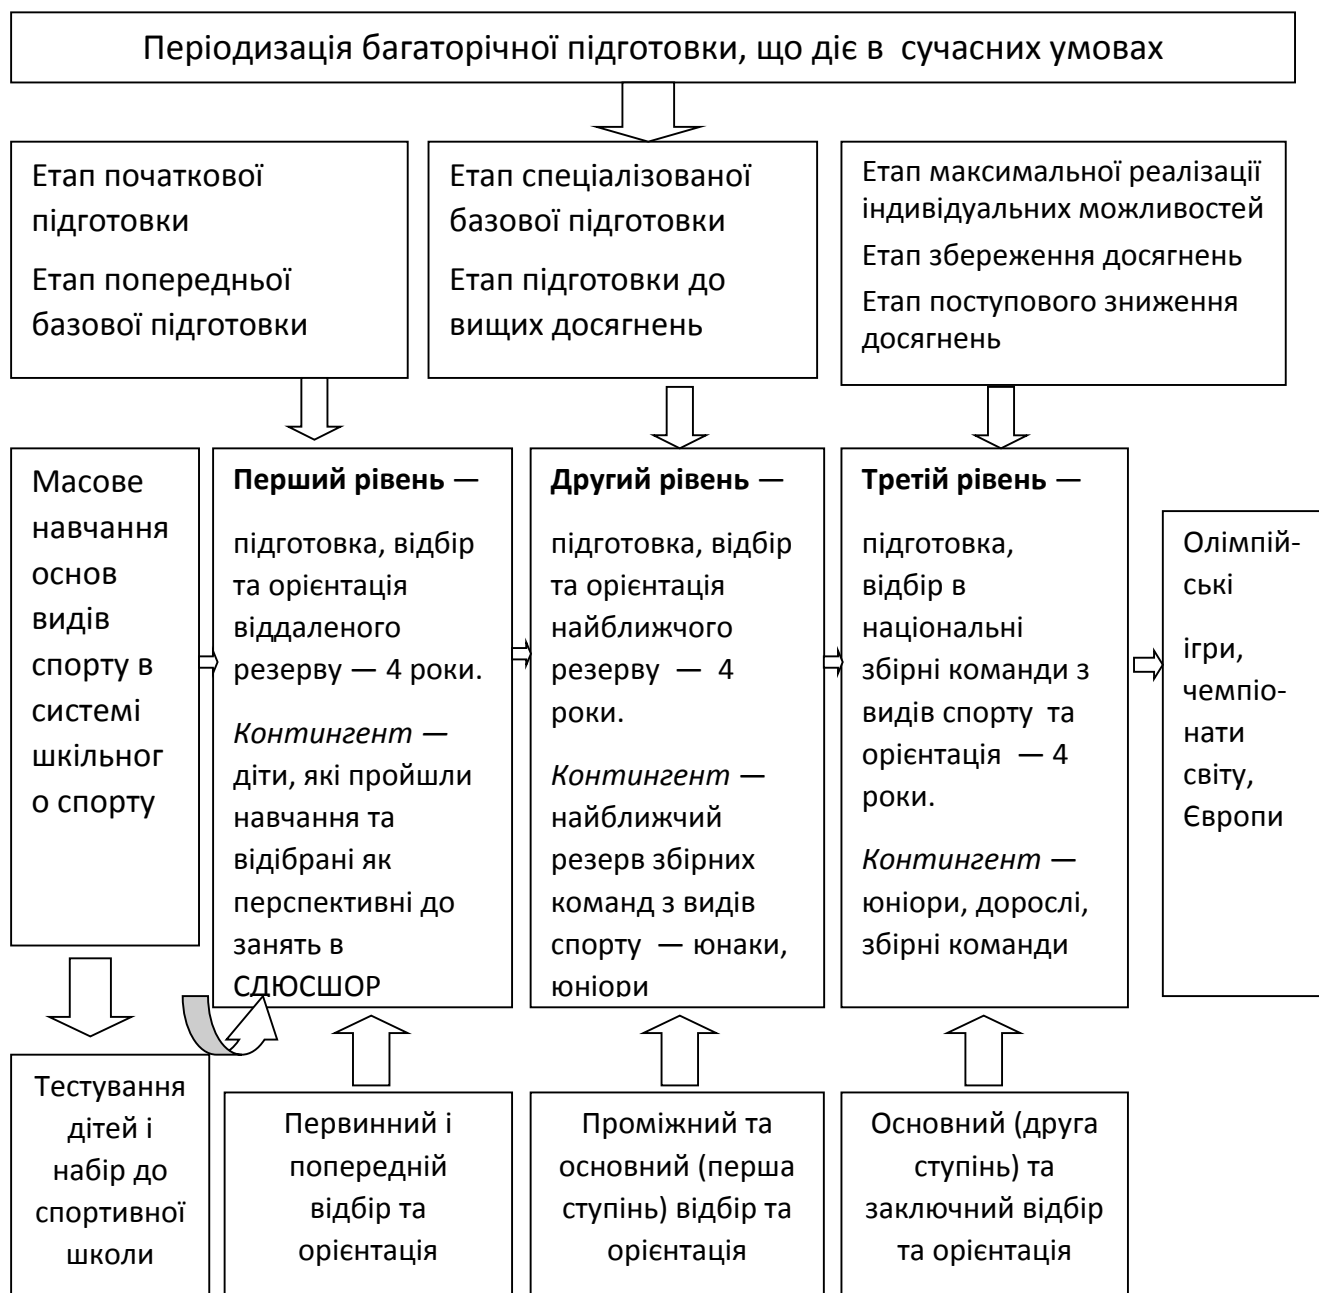 Періодизація багаторічної підготовки, що діє в сучасних умовах
Етап початкової
підготовки
Етап попередньої
базової підготовки
Етап спеціалізованої
базової підготовки
Етап підготовки до
вищих досягнень
Етап максимальної реалізації
індивідуальних можливостей
Етап збереження досягнень
Етап поступового зниження
досягнень
Масове
навчання
основ
видів
спорту в
системі
шкільног
о спорту
Перший рівень —
підготовка, відбір
та орієнтація
віддаленого
резерву — 4 роки.
Контингент —
діти, які пройшли
навчання та
відібрані як
перспективні до
занять в
СДЮСШОР
Другий рівень —
підготовка, відбір
та орієнтація
найближчого
резерву — 4
роки.
Контингент —
найближчий
резерв збірних
команд з видів
спорту — юнаки,
юніори
Третій рівень —
підготовка,
відбір в
національні
збірні команди з
видів спорту та
орієнтація — 4
роки.
Контингент —
юніори, дорослі,
збірні команди
Олімпій-
ські
ігри,
чемпіо-
нати
світу,
Європи
Тестування
дітей і
набір до
спортивної
школи
Первинний і
попередній
відбір та
орієнтація
Проміжний та
основний (перша
ступінь) відбір та
орієнтація
Основний (друга
ступінь) та
заключний відбір
та орієнтація